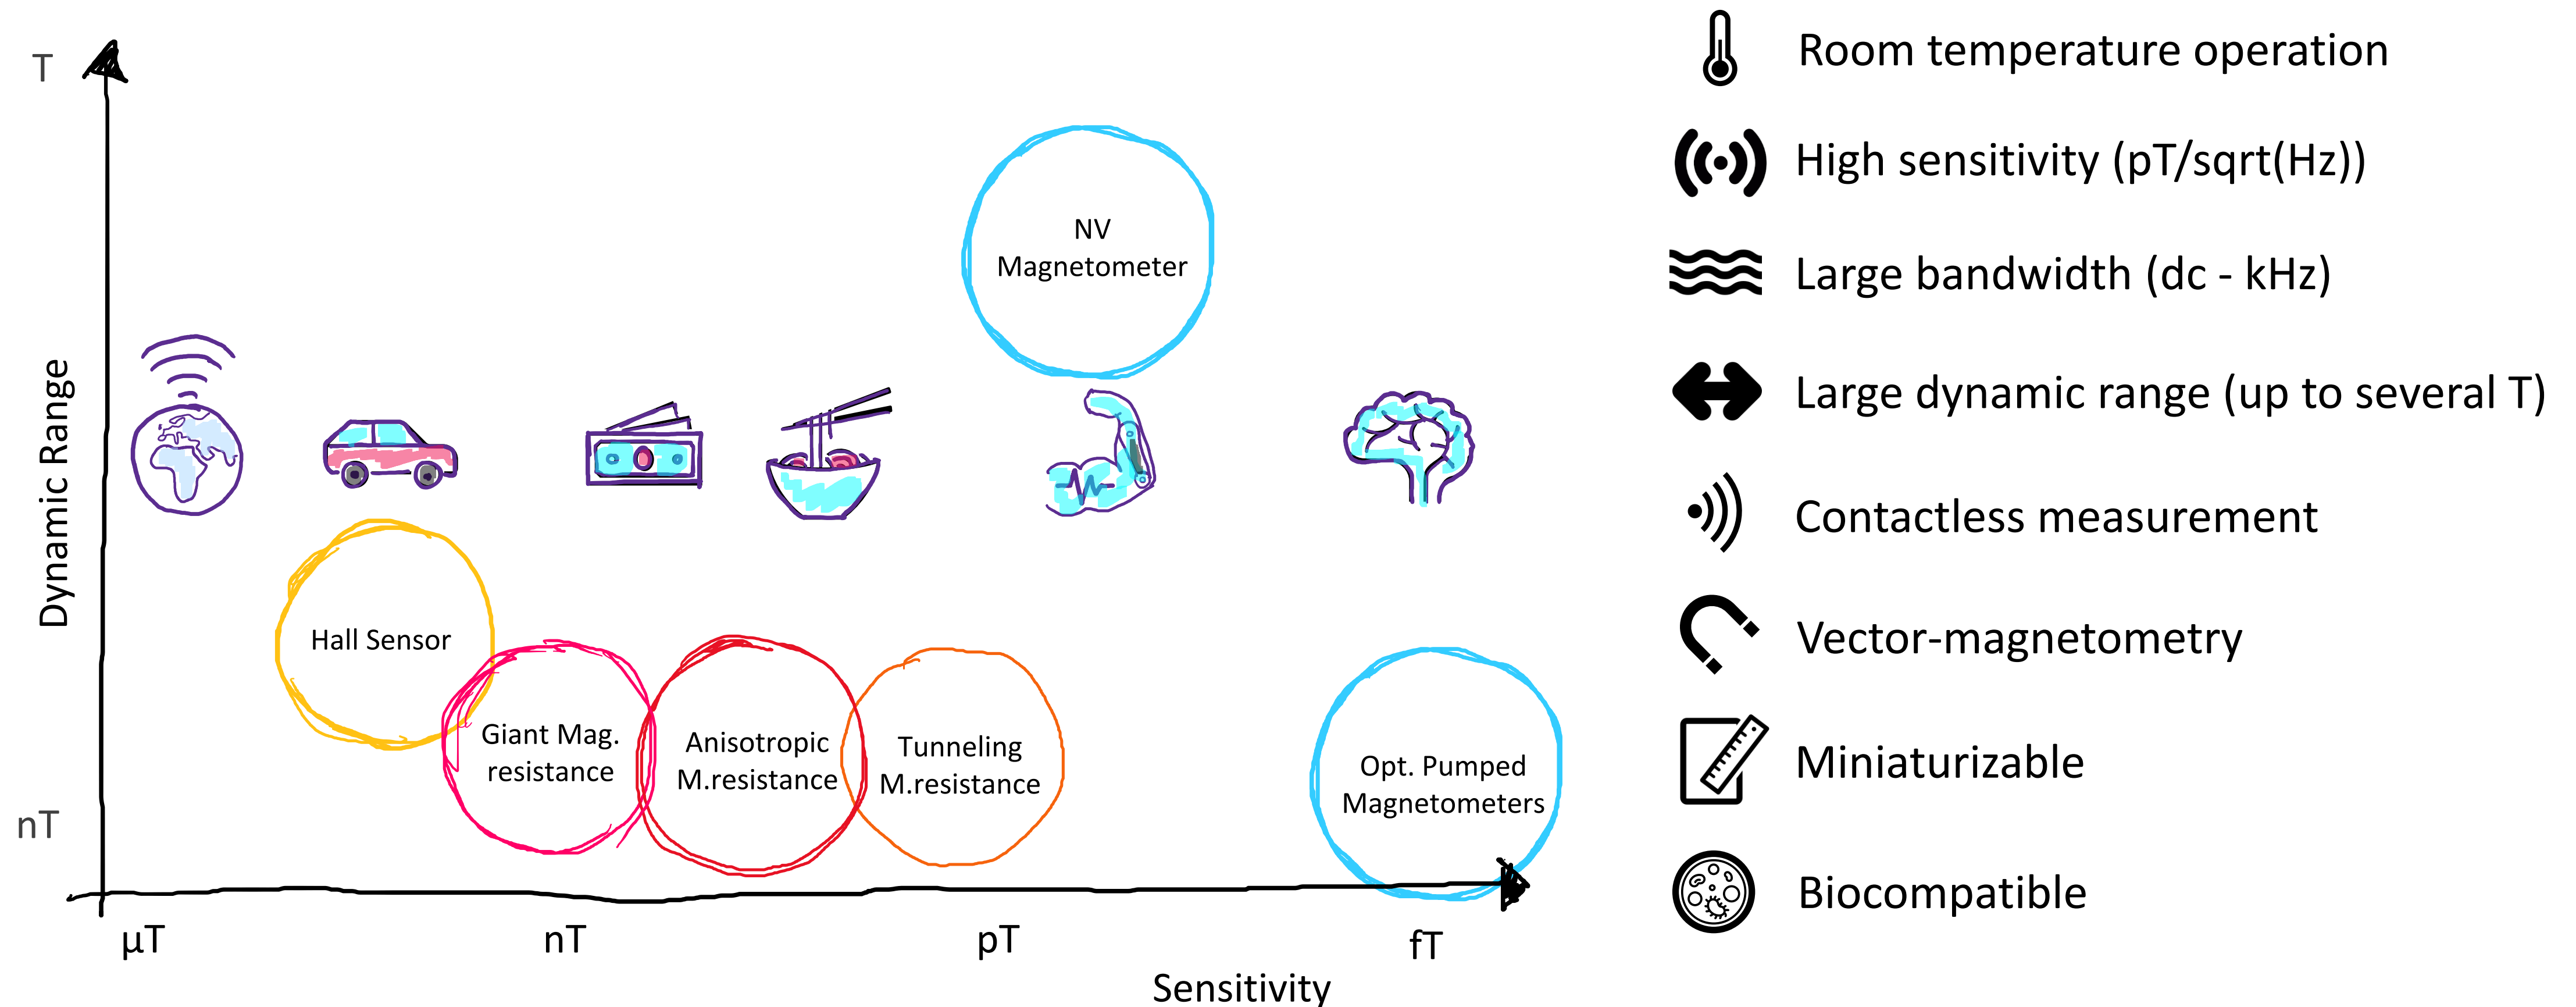 T
Dynamic Range
nT
NV
Magnetometer
Hall Sensor
Giant Mag.
resistance
Anisotropic
M.resistance
Tunneling
M.resistance
Opt. Pumped
Magnetometers
µT
nT
pT
fT
Sensitivity
Room temperature operation
High sensitivity (pT/sqrt(Hz))
Large bandwidth (dc - kHz)
Large dynamic range (up to several T)
Contactless measurement
Vector-magnetometry
Miniaturizable
Biocompatible